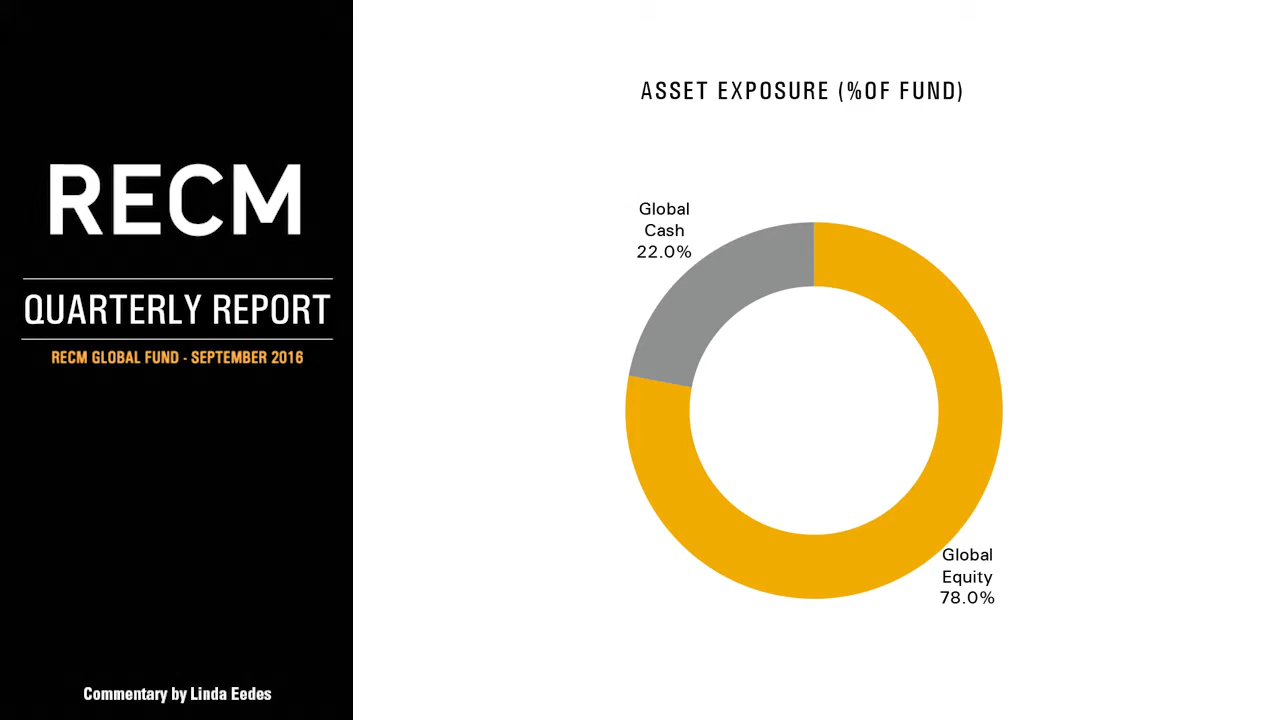 RECM
QUARTERLY REPORT
RECM GLOBAL FUND - SEPTEMBER 2016
Commentary by Linda Eedes
ASSET EXPOSURE (%OF FUND)
Global
Cash
22.0%
Global
Equity
78.0%